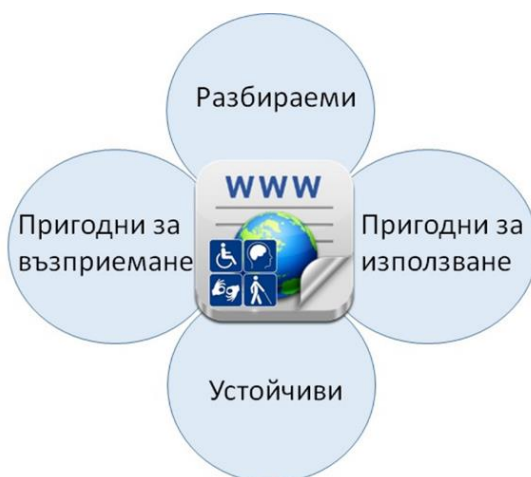 Разбираеми
WWW
Пригодни за
възприемане
Пригодни за
използване
Устойчиви